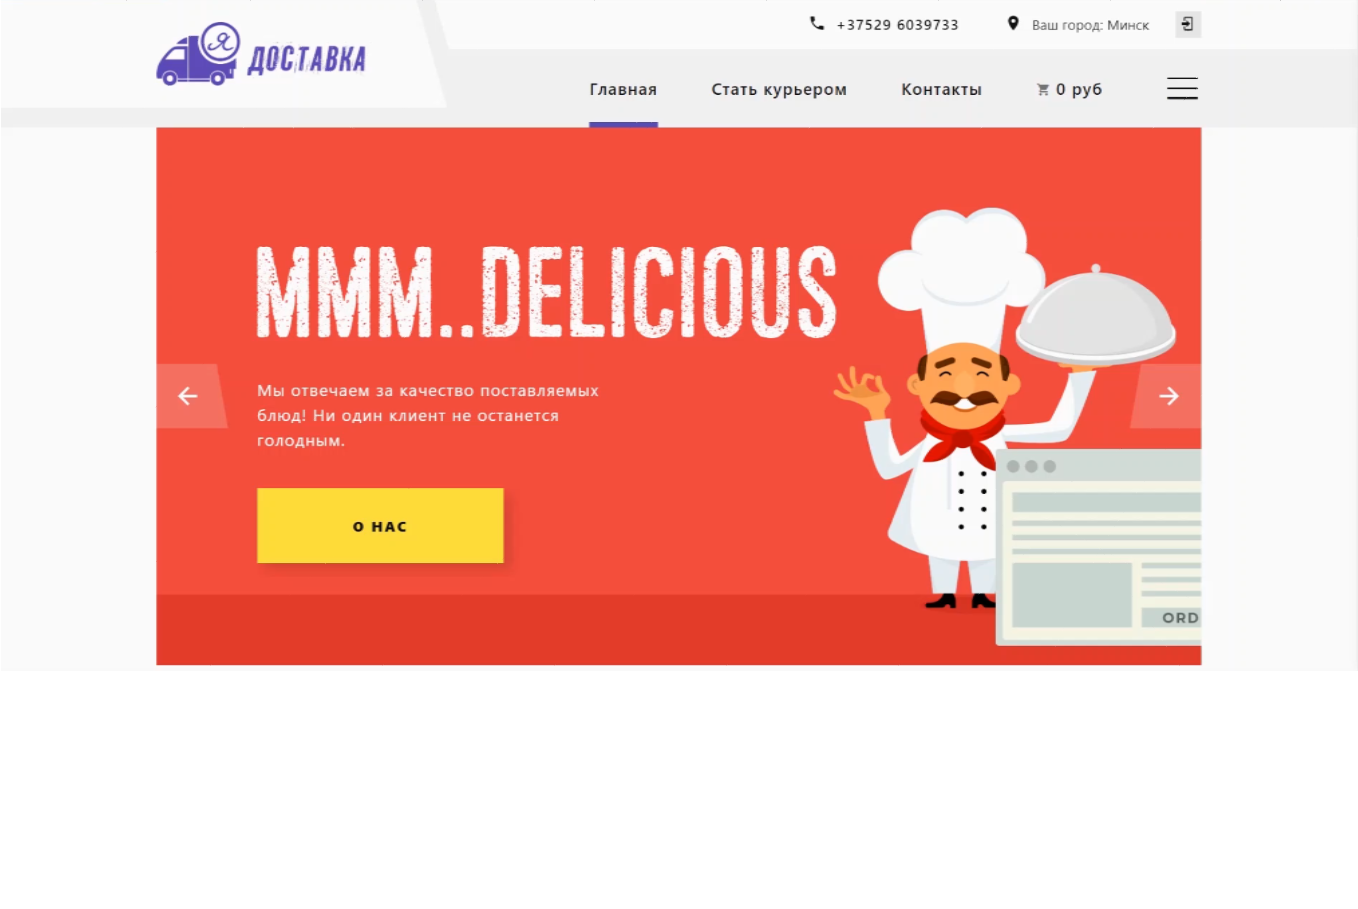 Я ДОСТАВКА
+37529 6039733
Ваш город: Минск
Главная
Стать курьером
Контакты
0 руб
MMM..DELICIOUS
Мы отвечаем за качество поставляемых
блюд! Ни один клиент не останется
голодным.
О НАС
ORD